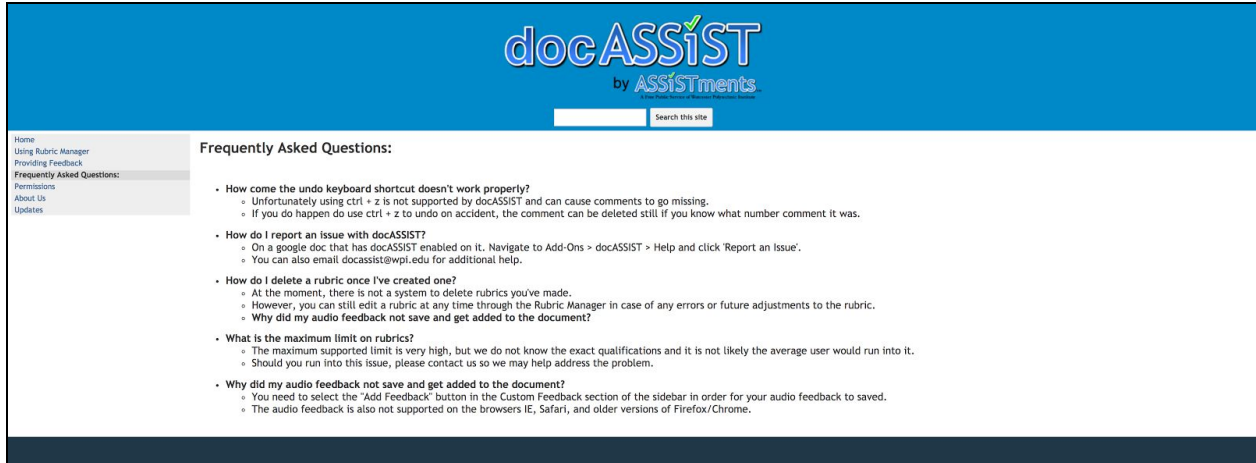 docASSiST
by ASSiSTments
A Free Public Service of Worcester Polytechnic Institute
Search this site
Home
Using Rubric Manager
Providing Feedback
Frequently Asked Questions:
Permissions
About Us
Updates
Frequently Asked Questions:
How come the undo keyboard shortcut doesn't work properly?
Unfortunately using ctrl + z is not supported by docASSIST and can cause comments to go missing.
If you do happen do use ctrl + z to undo on accident, the comment can be deleted still if you know what number comment it was.
How do I report an issue with docASSIST?
On a google doc that has docASSIST enabled on it. Navigate to Add-Ons > docASSIST > Help and click 'Report an Issue'.
You can also email docassist@wpi.edu for additional help.
How do I delete a rubric once I've created one?
At the moment, there is not a system to delete rubrics you've made.
However, you can still edit a rubric at any time through the Rubric Manager in case of any errors or future adjustments to the rubric.
Why did my audio feedback not save and get added to the document?
What is the maximum limit on rubrics?
The maximum supported limit is very high, but we do not know the exact qualifications and it is not likely the average user would run into it.
Should you run into this issue, please contact us so we may help address the problem.
Why did my audio feedback not save and get added to the document?
You need to select the "Add Feedback" button in the Custom Feedback section of the sidebar in order for your audio feedback to saved.
The audio feedback is also not supported on the browsers IE, Safari, and older versions of Firefox/Chrome.